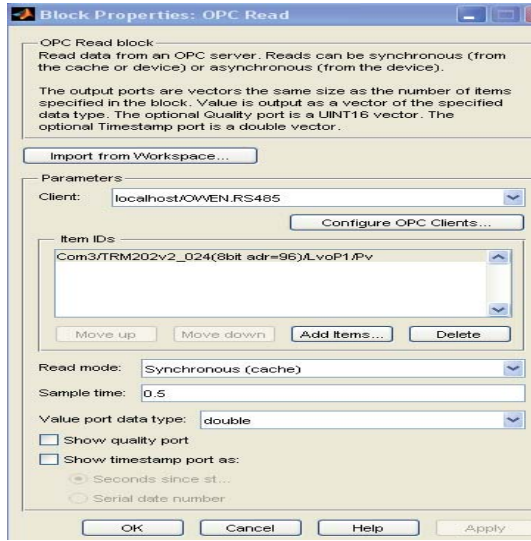 Block Properties: OPC Read
OPC Read block
Read data from an OPC server. Reads can be synchronous (from
the cache or device) or asynchronous (from the device).
The output ports are vectors the same size as the number of items
specified in the block. Value is output as a vector of the specified
data type. The optional Quality port is a UINT16 vector. The
optional Timestamp port is a double vector.
Import from Workspace...
Parameters
Client: localhost/OWEN.RS485
Configure OPC Clients...
Item IDs
Com3/TRM202v2_024(8bit adr=96)/LvoP1/Pv
Move up Move down Add Items... Delete
Read mode: Synchronous (cache)
Sample time: 0.5
Value port data type: double
Show quality port
Show timestamp port as:
Seconds since st...
Serial date number
OK Cancel Help Apply